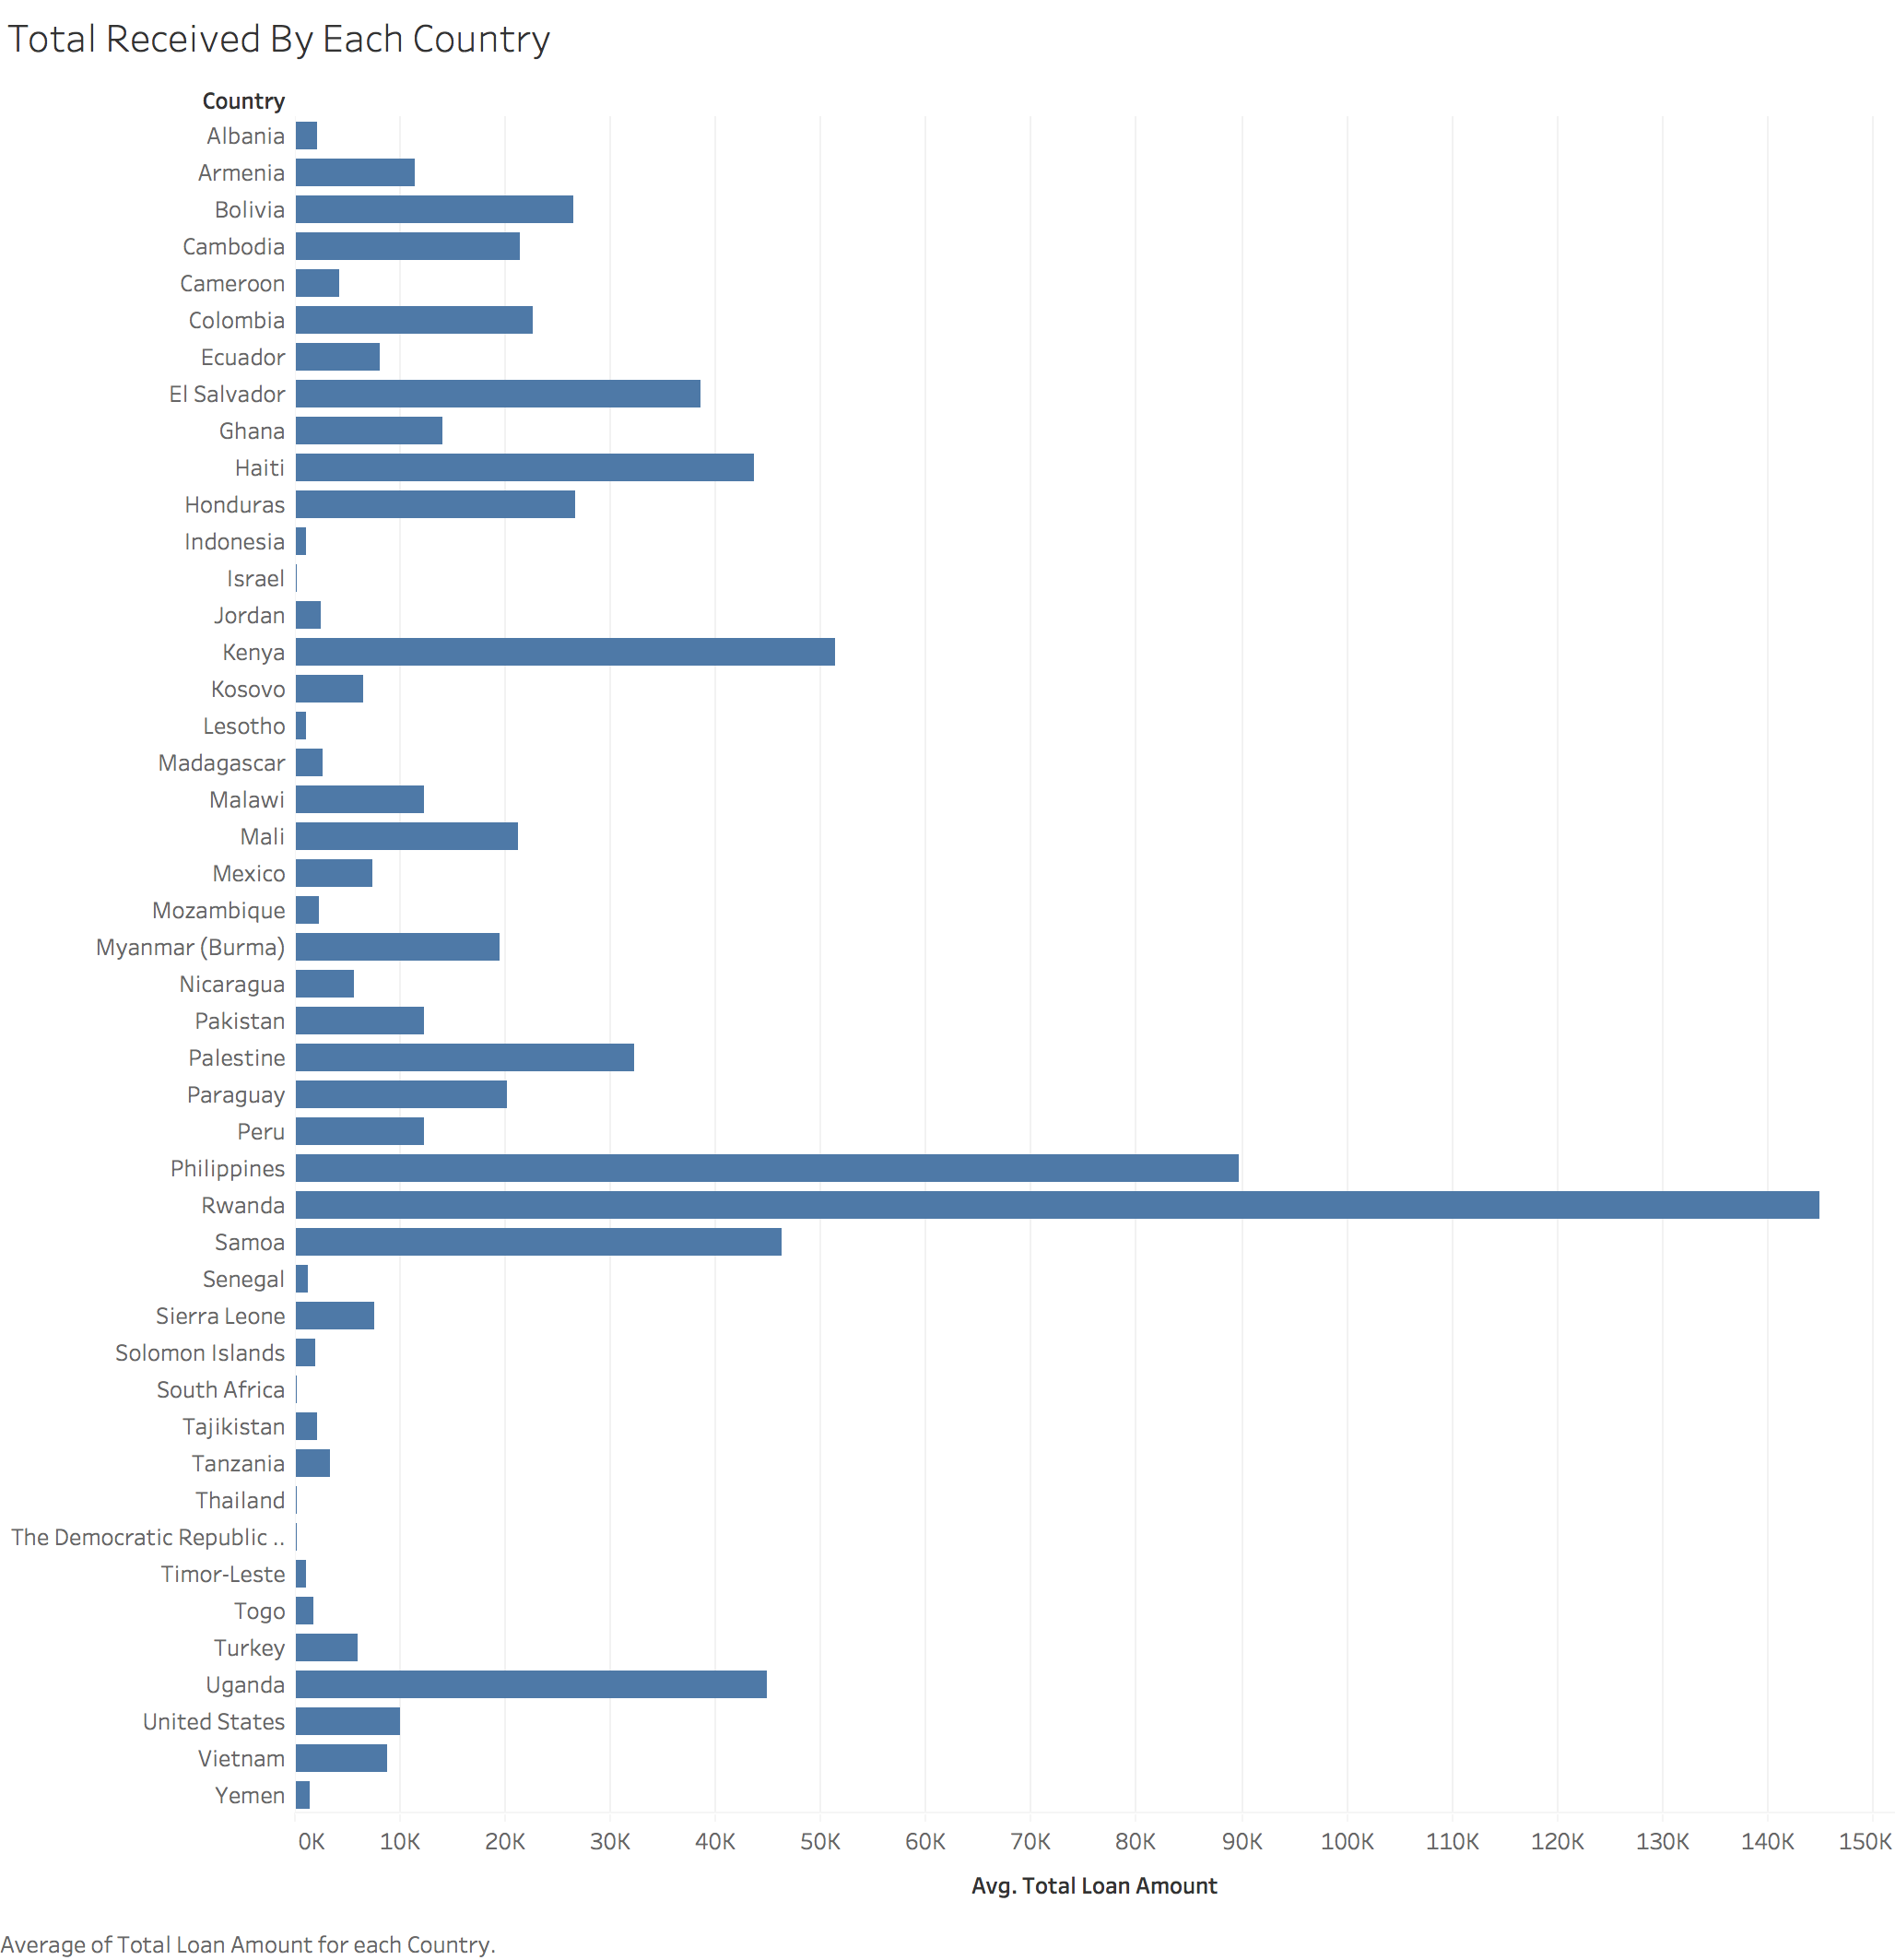 Total Received By Each Country
Country
Albania
Armenia
Bolivia
Cambodia
Cameroon
Colombia
Ecuador
El Salvador
Ghana
Haiti
Honduras
Indonesia
Israel
Jordan
Kenya
Kosovo
Lesotho
Madagascar
Malawi
Mali
Mexico
Mozambique
Myanmar (Burma)
Nicaragua
Pakistan
Palestine
Paraguay
Peru
Philippines
Rwanda
Samoa
Senegal
Sierra Leone
Solomon Islands
South Africa
Tajikistan
Tanzania
Thailand
The Democratic Republic ..
Timor-Leste
Togo
Turkey
Uganda
United States
Vietnam
Yemen
0K 10K 20K 30K 40K 50K 60K 70K 80K 90K 100K 110K 120K 130K 140K 150K
Avg. Total Loan Amount
Average of Total Loan Amount for each Country.